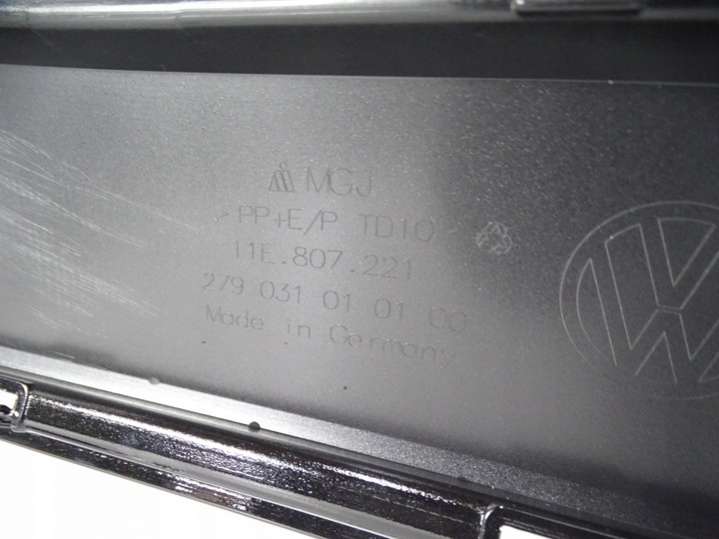 MGJ
>PP+E/P TD10<
11E.807.221
279 031 01 01 00
Made in Germany